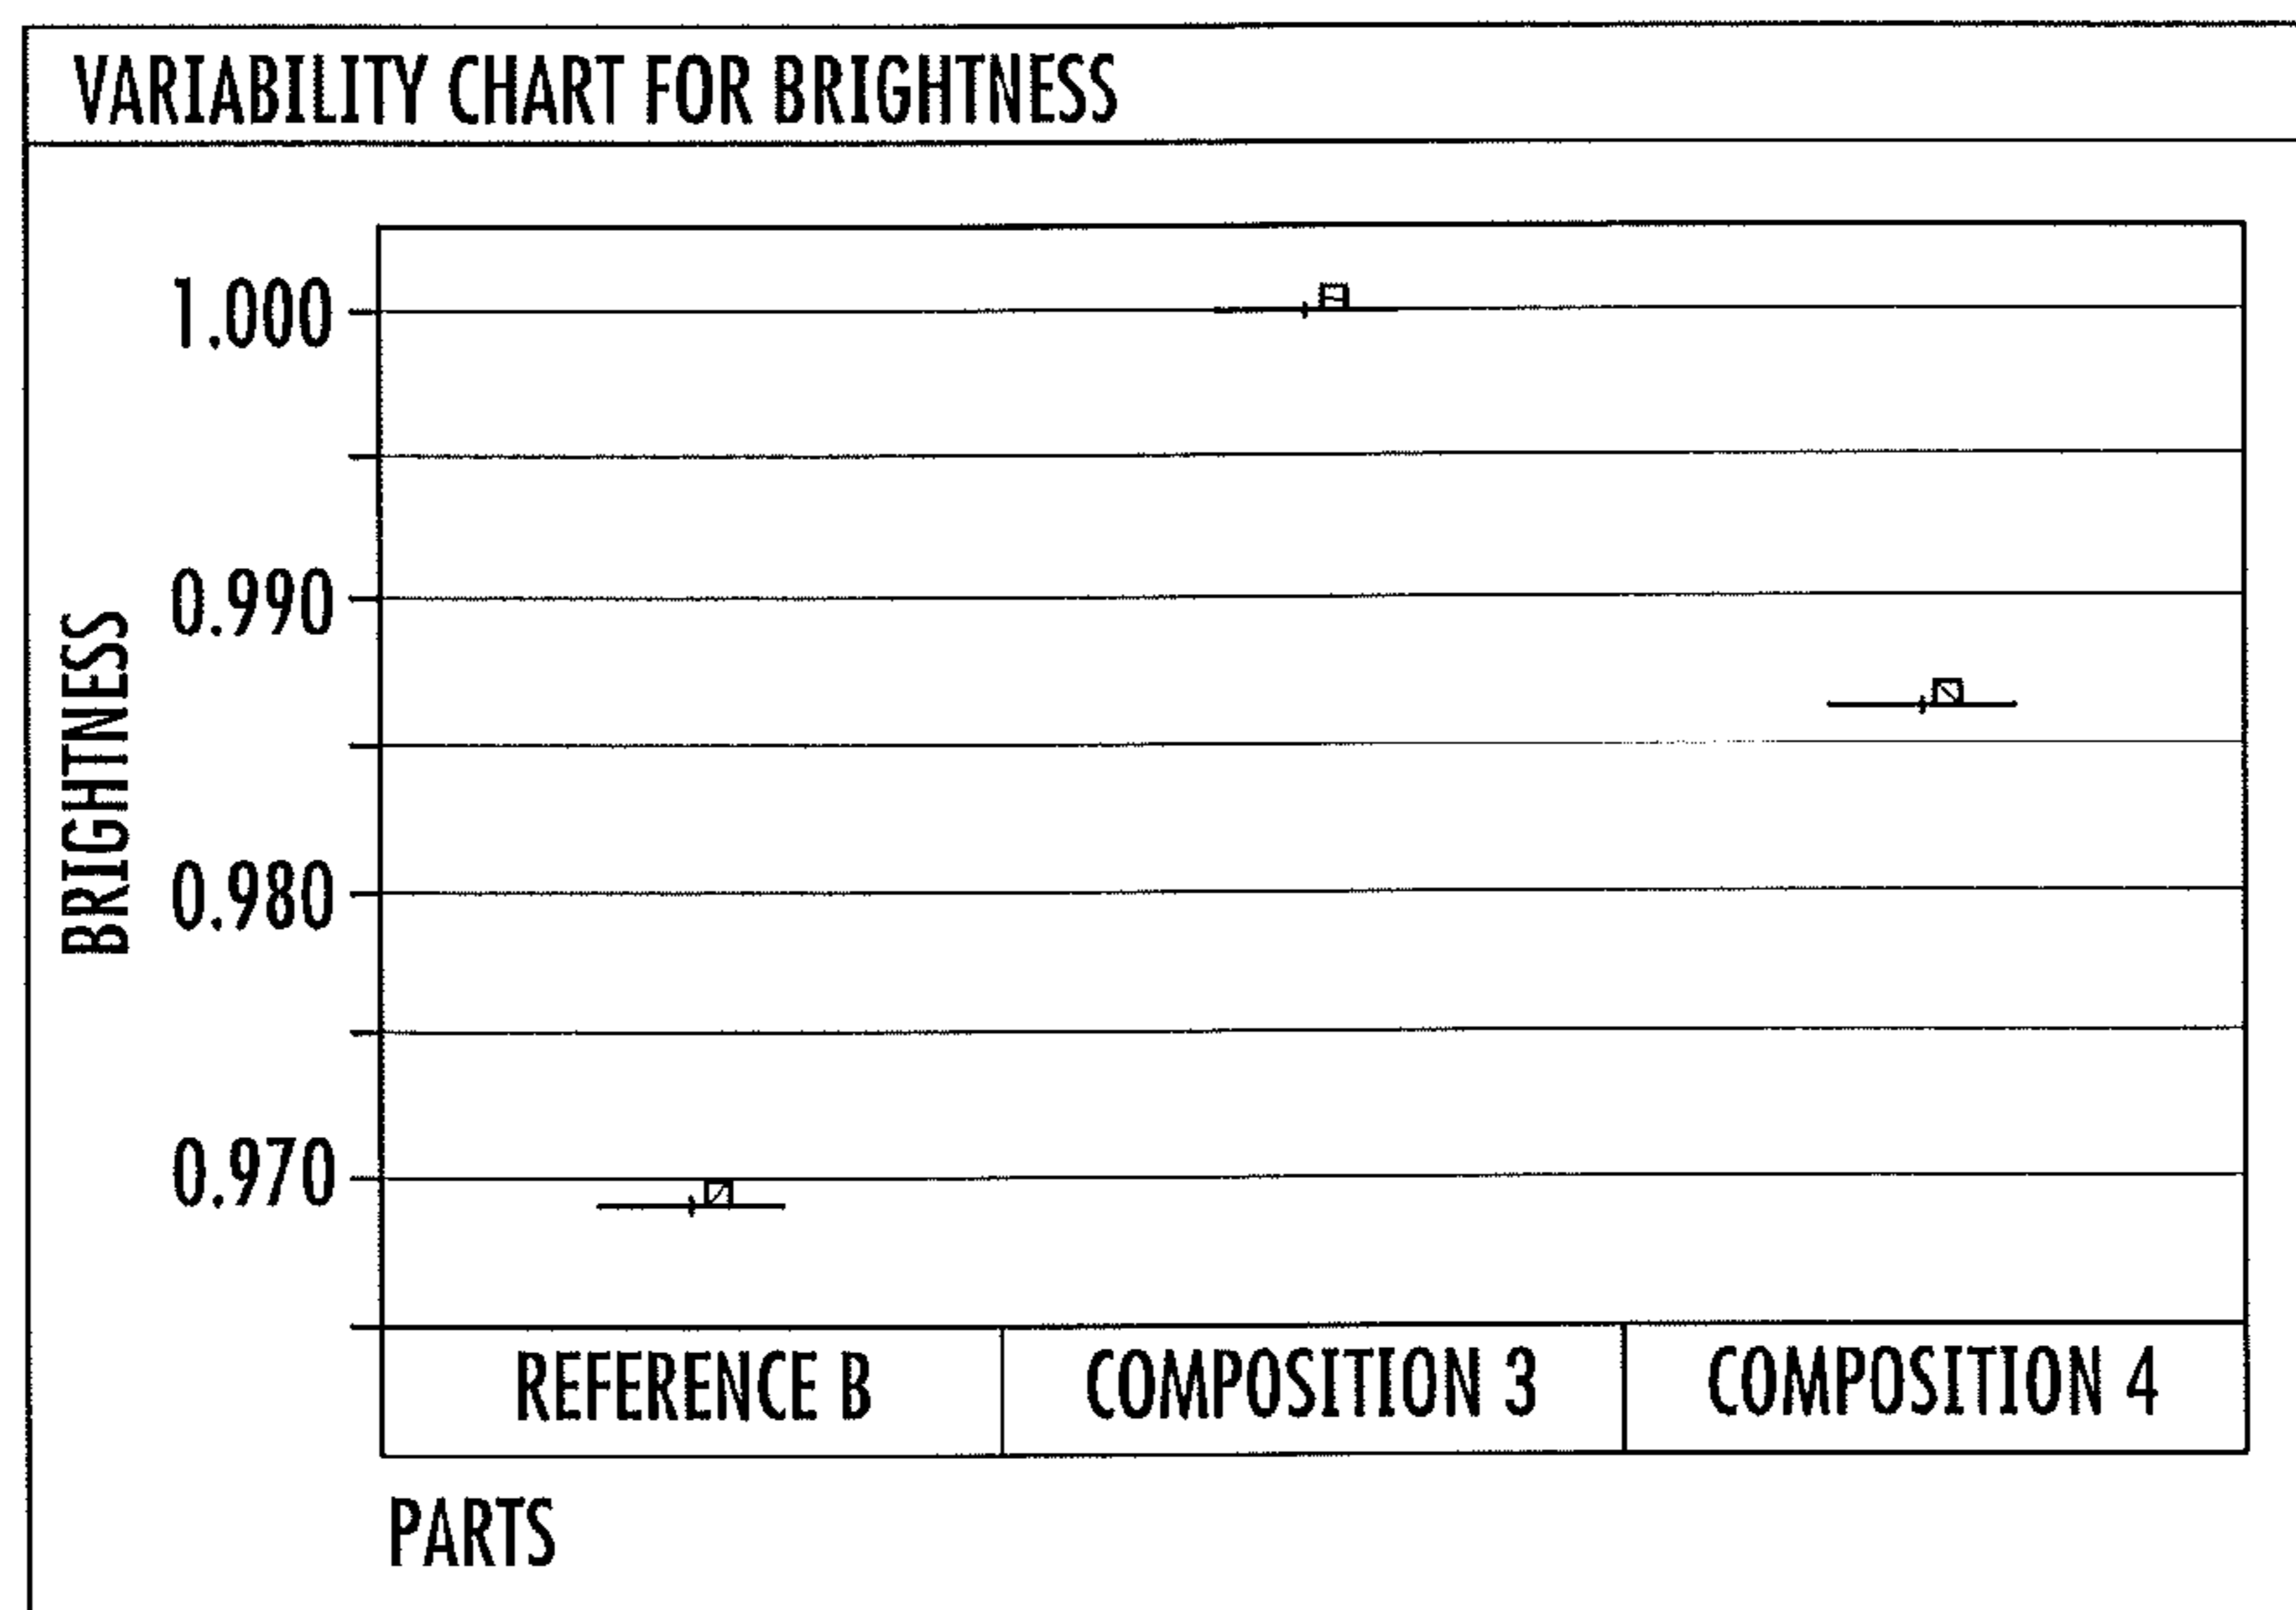 VARIABILITY CHART FOR BRIGHTNESS
BRIGHTNESS
1.000
0.990
0.980
0.970
REFERENCE B COMPOSITION 3 COMPOSITION 4
PARTS